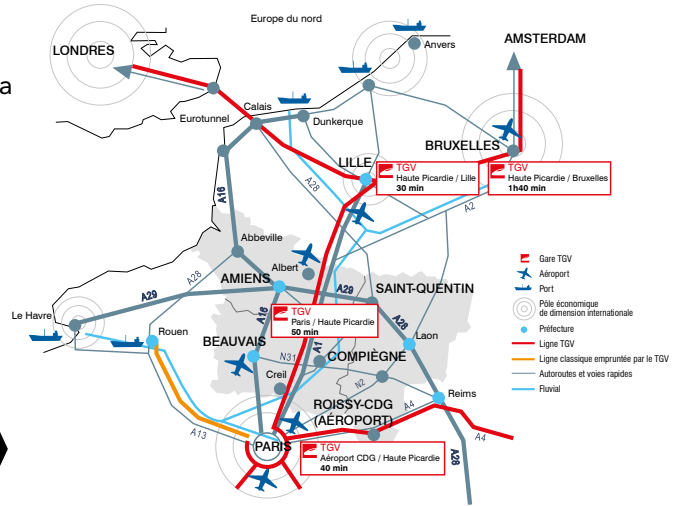 a
Europe du nord
LONDRES
Anvers
AMSTERDAM
Calais
Eurotunnel
Dunkerque
BRUXELLES
LILLE
TGV
Haute Picardie / Lille
30 min
TGV
Haute Picardie / Bruxelles
1h40 min
A28
A16
A2
Abbeville
Albert
A28
AMIENS
A29
A29
SAINT-QUENTIN
Le Havre
A16
TGV
Paris / Haute Picardie
50 min
Rouen
BEAUVAIS
A1
A26
Laon
N31
COMPIÈGNE
Creil
N2
Reims
ROISSY-CDG
(AÉROPORT)
A4
A13
A4
PARIS
TGV
Aéroport CDG / Haute Picardie
40 min
A26
Gare TGV
Aéroport
Port
Pôle économique
de dimension internationale
Préfecture
Ligne TGV
Ligne classique empruntée par le TGV
Autoroutes et voies rapides
Fluvial